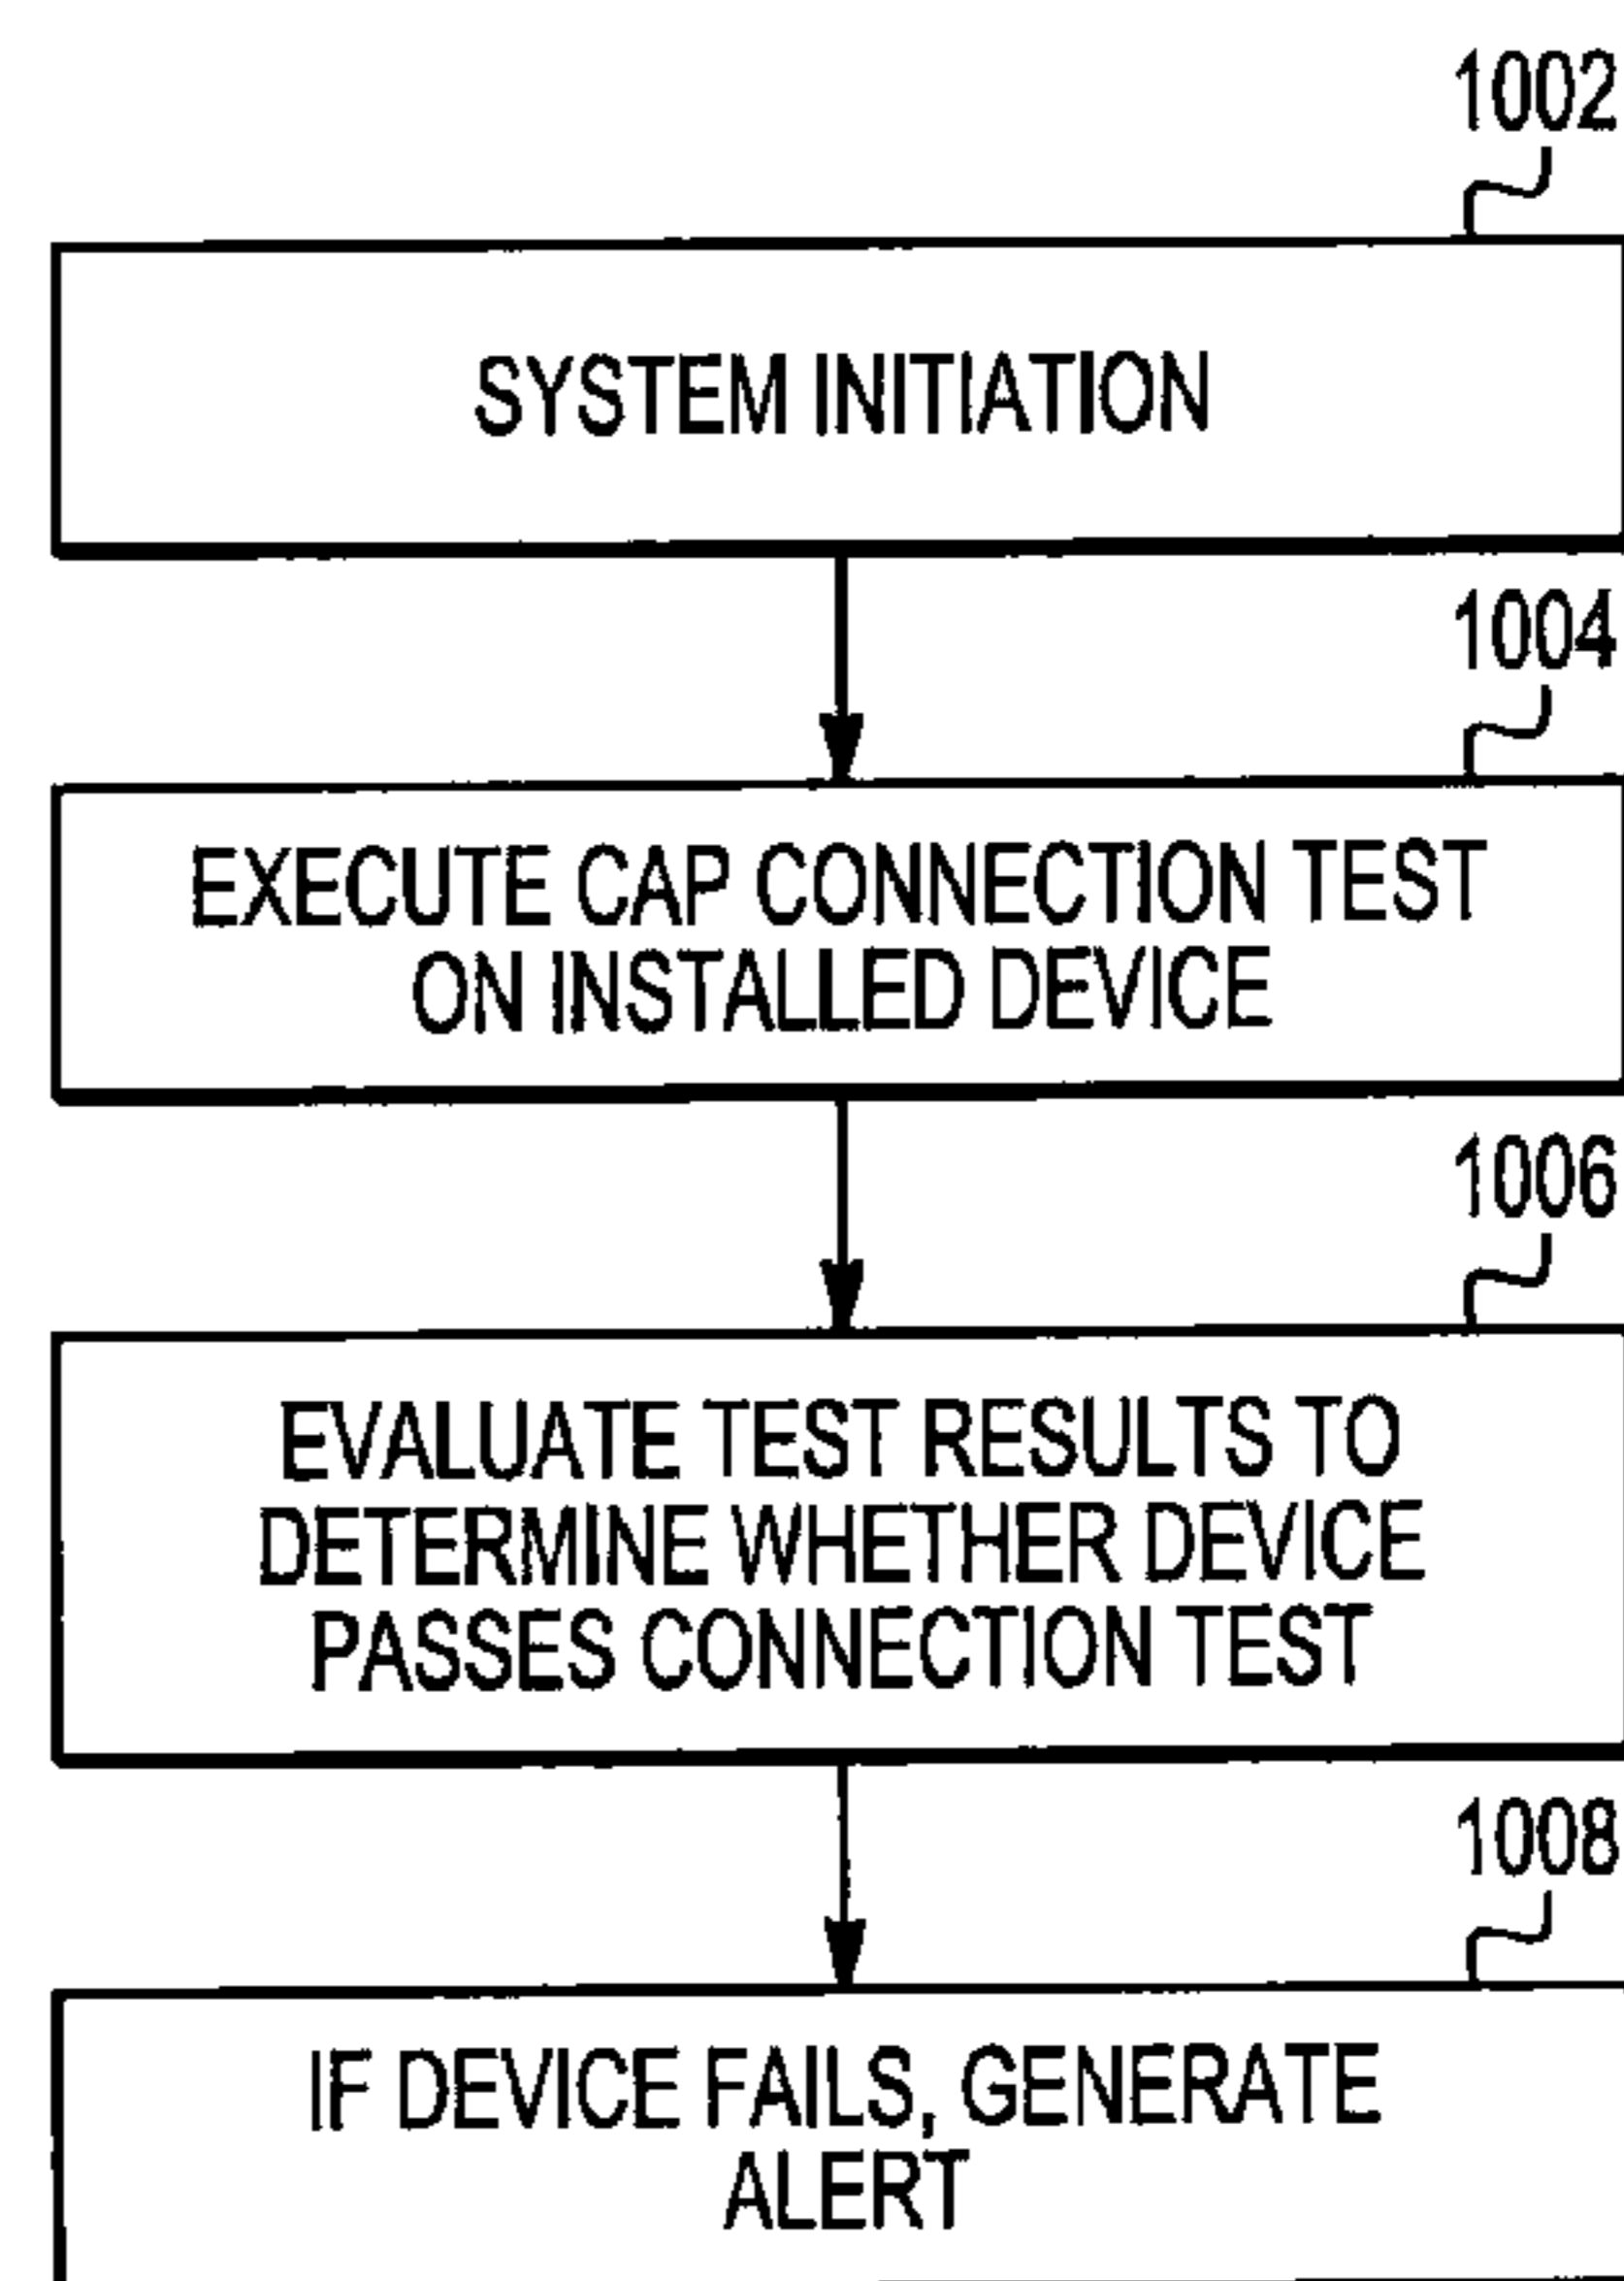 1002
SYSTEM INITIATION
1004
EXECUTE CAP CONNECTION TEST
ON INSTALLED DEVICE
1006
EVALUATE TEST RESULTS TO
DETERMINE WHETHER DEVICE
PASSES CONNECTION TEST
1008
IF DEVICE FAILS, GENERATE
ALERT